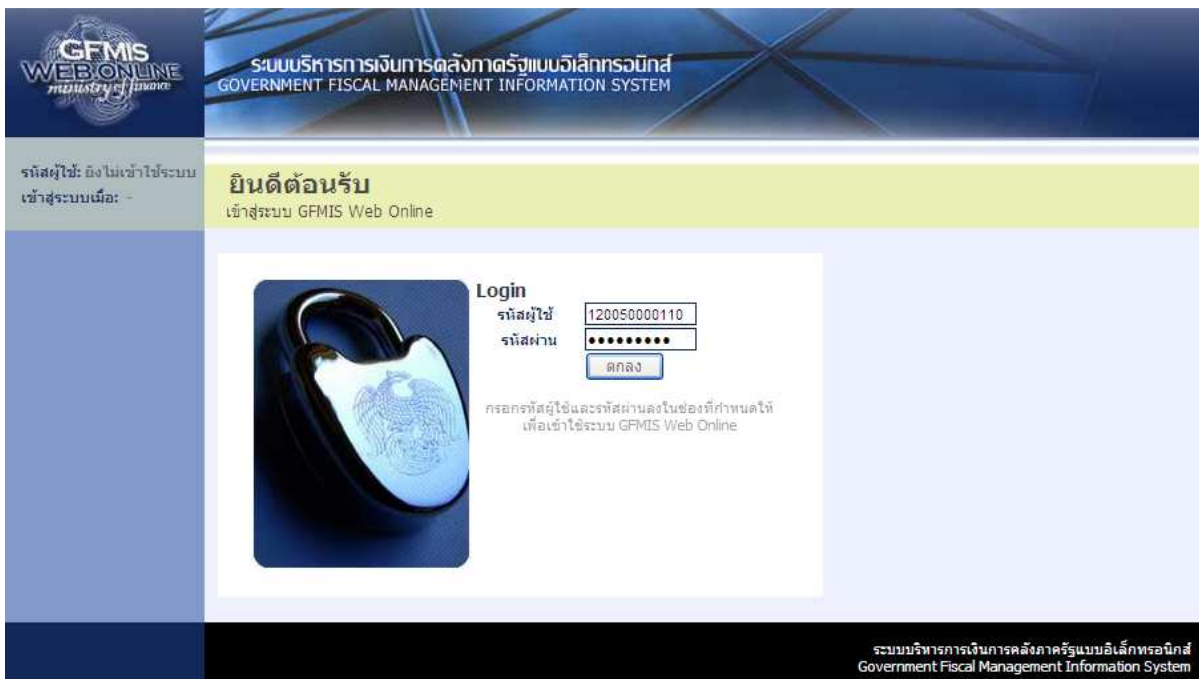 GFMIS
WEB ONLINE
ministry of finance
ระบบบริหารการเงินการคลังภาครัฐแบบอิเล็กทรอนิกส์
GOVERNMENT FISCAL MANAGEMENT INFORMATION SYSTEM
รหัสผู้ใช้: ยังไม่เข้าใช้ระบบ
เข้าสู่ระบบเมื่อ: -
ยินดีต้อนรับ
เข้าสู่ระบบ GFMIS Web Online
Login
รหัสผู้ใช้ 120050000110
รหัสผ่าน •••••••••
ตกลง
กรอกรหัสผู้ใช้และรหัสผ่านลงในช่องที่กำหนดให้
เพื่อเข้าใช้ระบบ GFMIS Web Online
ระบบบริหารการเงินการคลังภาครัฐแบบอิเล็กทรอนิกส์
Government Fiscal Management Information System